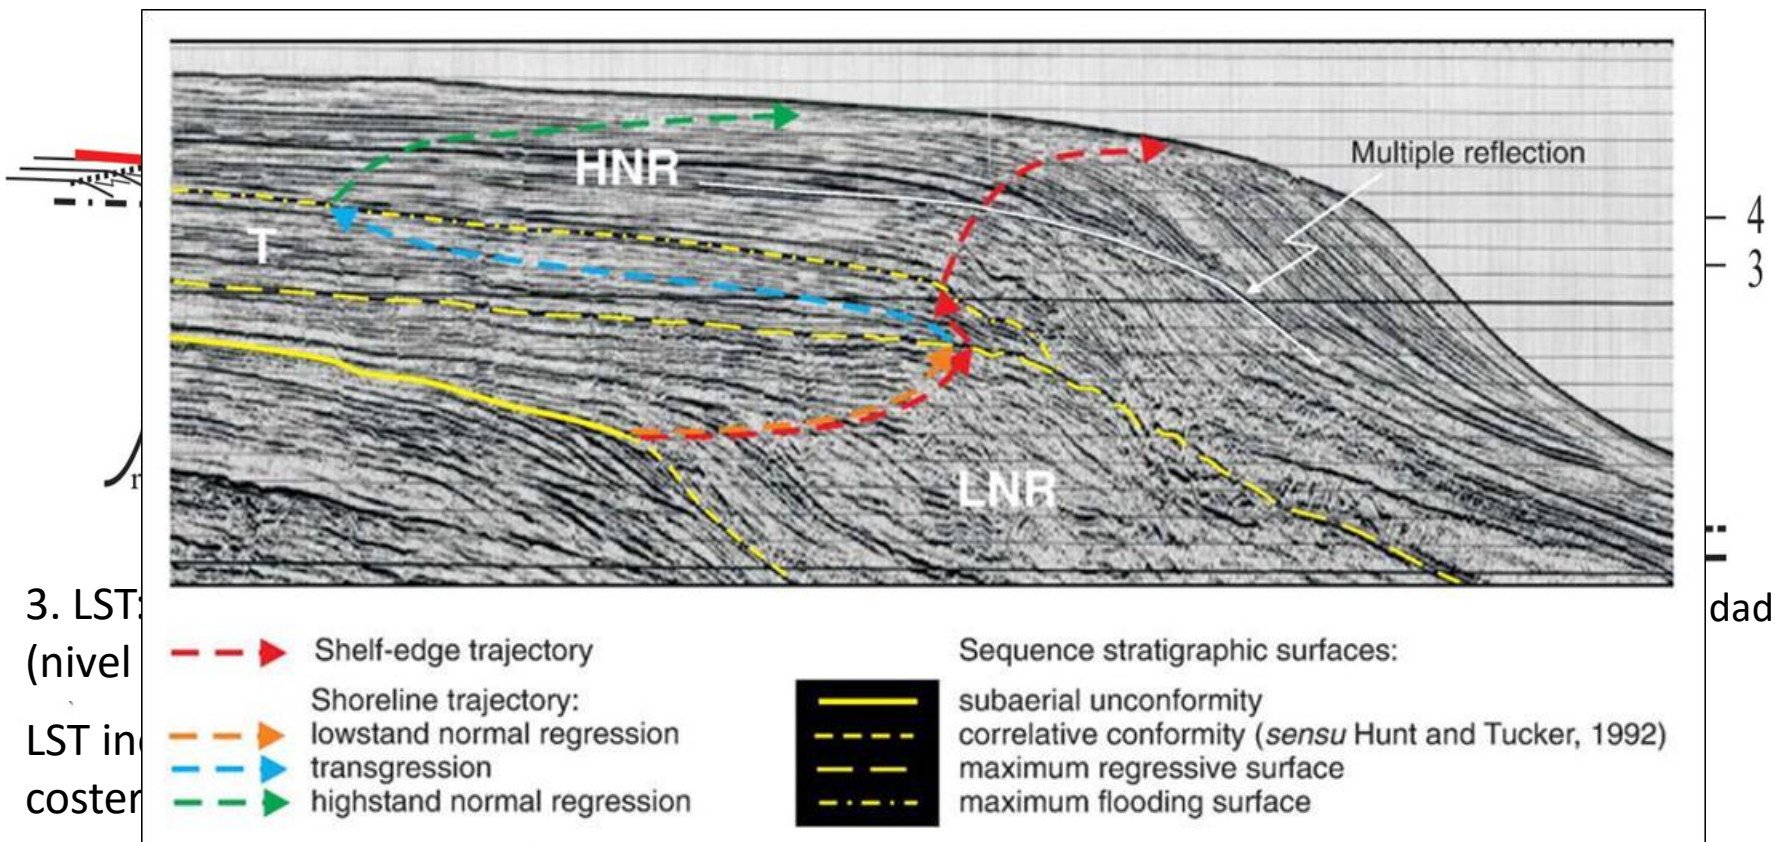 HNR
Multiple reflection
T
4
3
LNR
3. LST:
dad
(nivel
LST
Shelf-edge trajectory
Shoreline trajectory:
lowstand normal regression
transgression
highstand normal regression
Sequence stratigraphic surfaces:
subaerial unconformity
correlative conformity (sensu Hunt and Tucker, 1992)
maximum regressive surface
maximum flooding surface